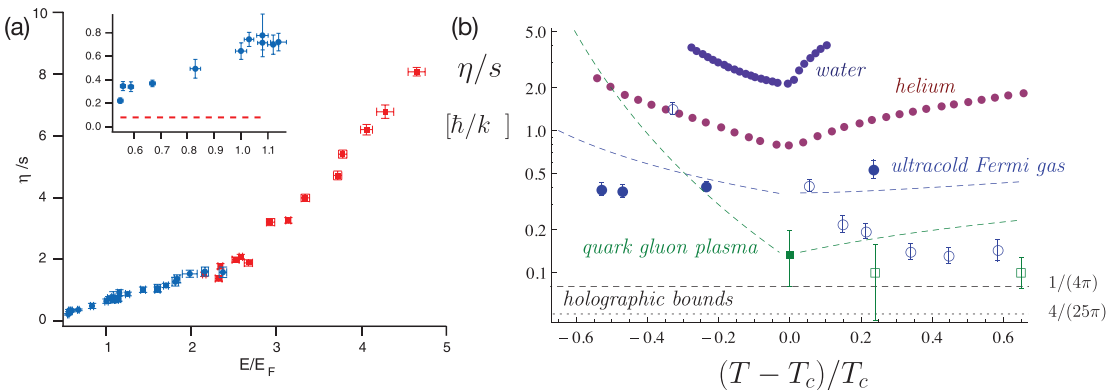 (a)
10
8
6
4
2
0
η /s
0.8
0.6
0.4
0.2
0.0
0.6 0.7 0.8 0.9 1.0 1.1
1 2 3 4 5
E/E_F
(b)
η/s
[ħ/k ]
5.0
2.0
1.0
0.5
0.2
0.1
water
helium
ultracold Fermi gas
quark gluon plasma
holographic bounds
1/(4π)
4/(25π)
−0.6 −0.4 −0.2 0.0 0.2 0.4 0.6
(T − T_c)/T_c